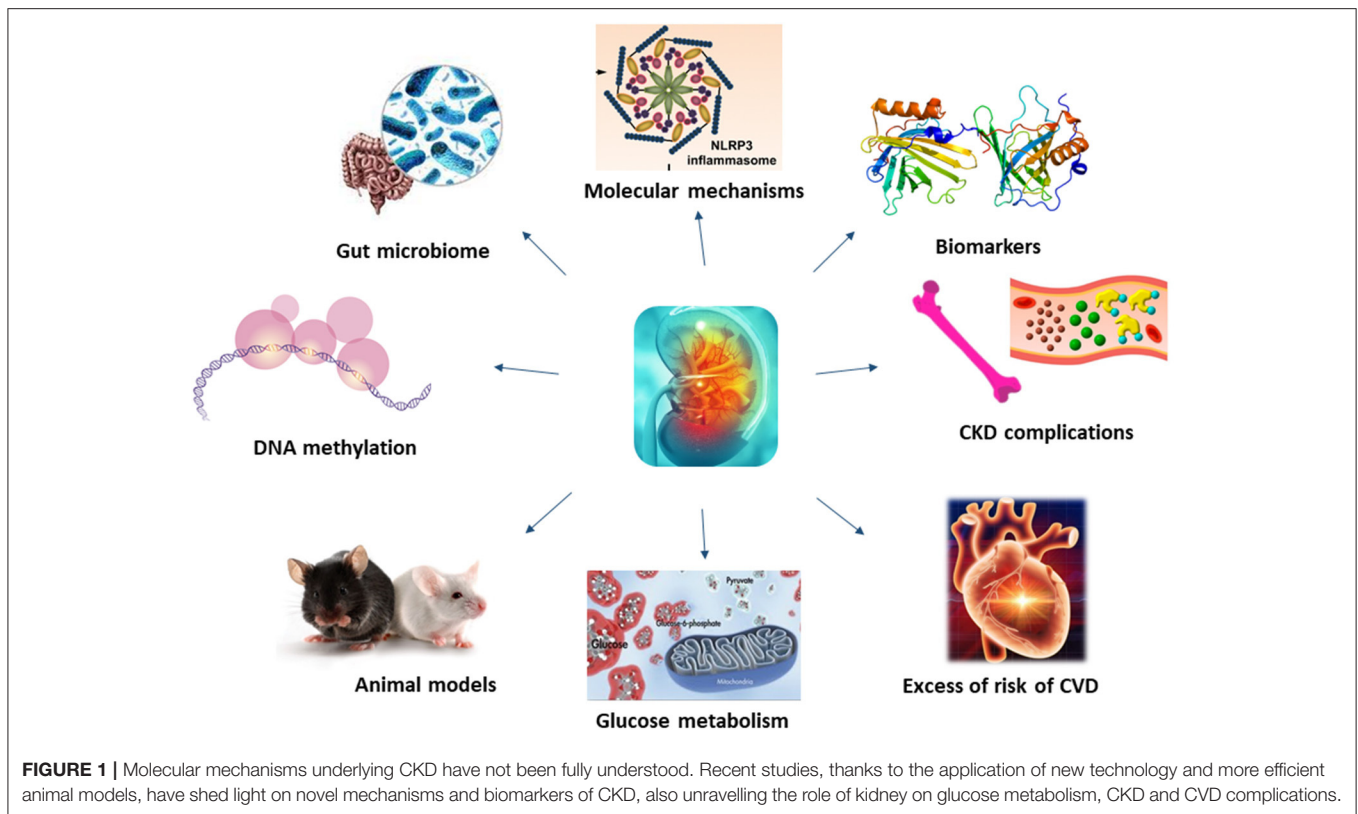 NLRP3
inflammasome
Molecular mechanisms
Gut microbiome
Biomarkers
DNA methylation
CKD complications
Animal models
Pyruvate
Glucose-6-phosphate
Glucose
Mitochondria
Glucose metabolism
Excess of risk of CVD
FIGURE 1 | Molecular mechanisms underlying CKD have not been fully understood. Recent studies, thanks to the application of new technology and more efficient
animal models, have shed light on novel mechanisms and biomarkers of CKD, also unravelling the role of kidney on glucose metabolism, CKD and CVD complications.